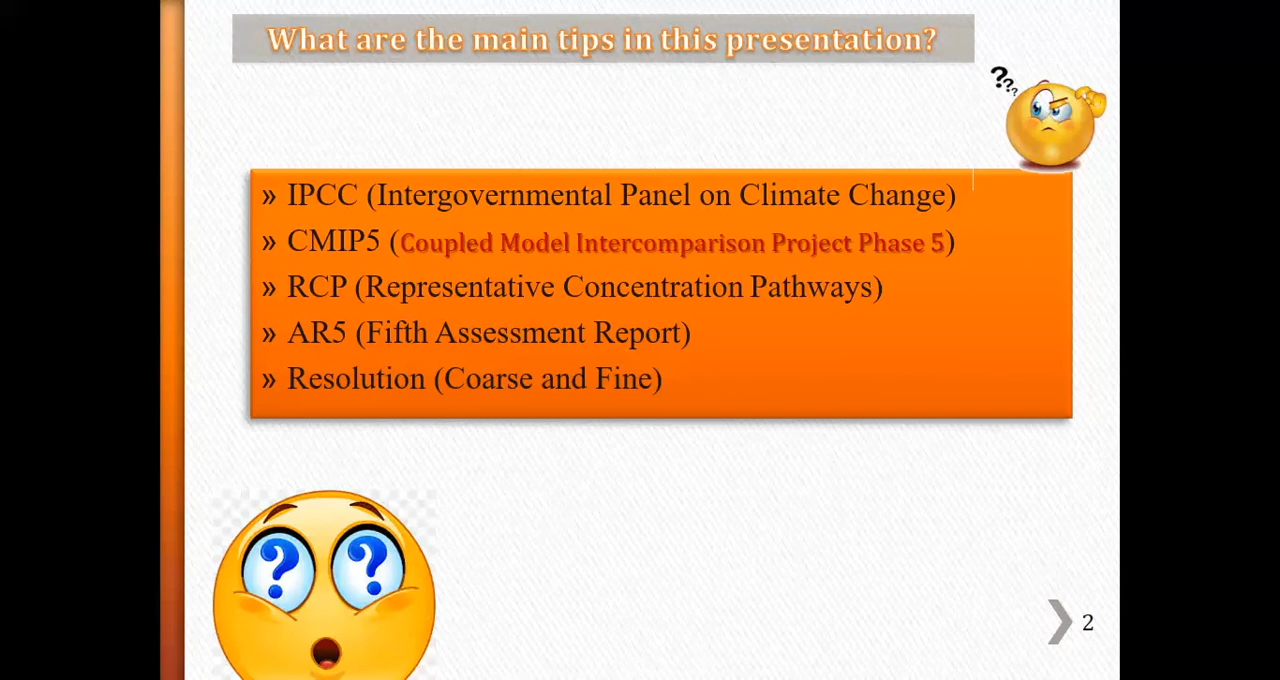 What are the main tips in this presentation?
???
» IPCC (Intergovernmental Panel on Climate Change)
» CMIP5 (Coupled Model Intercomparison Project Phase 5)
» RCP (Representative Concentration Pathways)
» AR5 (Fifth Assessment Report)
» Resolution (Coarse and Fine)
? ?
2